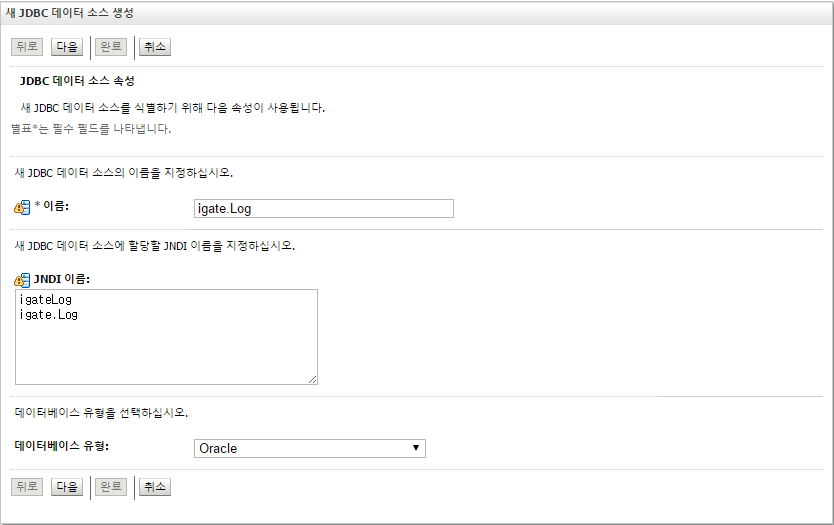 새 JDBC 데이터 소스 생성
뒤로 다음 완료 취소
JDBC 데이터 소스 속성
새 JDBC 데이터 소스를 식별하기 위해 다음 속성이 사용됩니다.
별표*는 필수 필드를 나타냅니다.
새 JDBC 데이터 소스의 이름을 지정하십시오.
* 이름: igate.Log
새 JDBC 데이터 소스에 할당할 JNDI 이름을 지정하십시오.
JNDI 이름:
igateLog
igate.Log
데이터베이스 유형을 선택하십시오.
데이터베이스 유형: Oracle
뒤로 다음 완료 취소